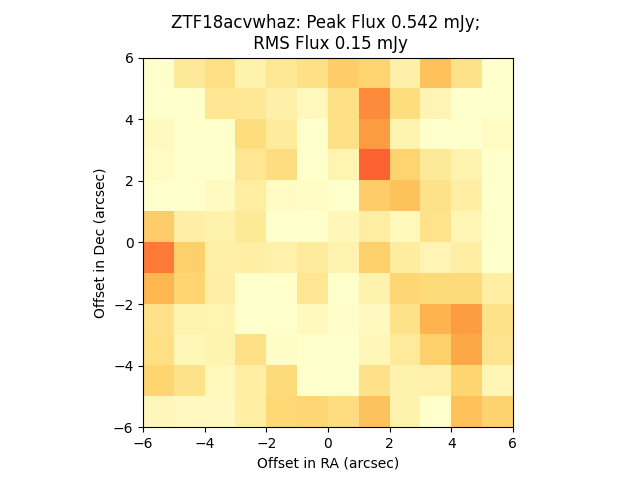 ZTF18acvwhaz: Peak Flux 0.542 mJy;
RMS Flux 0.15 mJy
6
4
2
0
−2
−4
−6
Offset in Dec (arcsec)
−6 −4 −2 0 2 4 6
Offset in RA (arcsec)